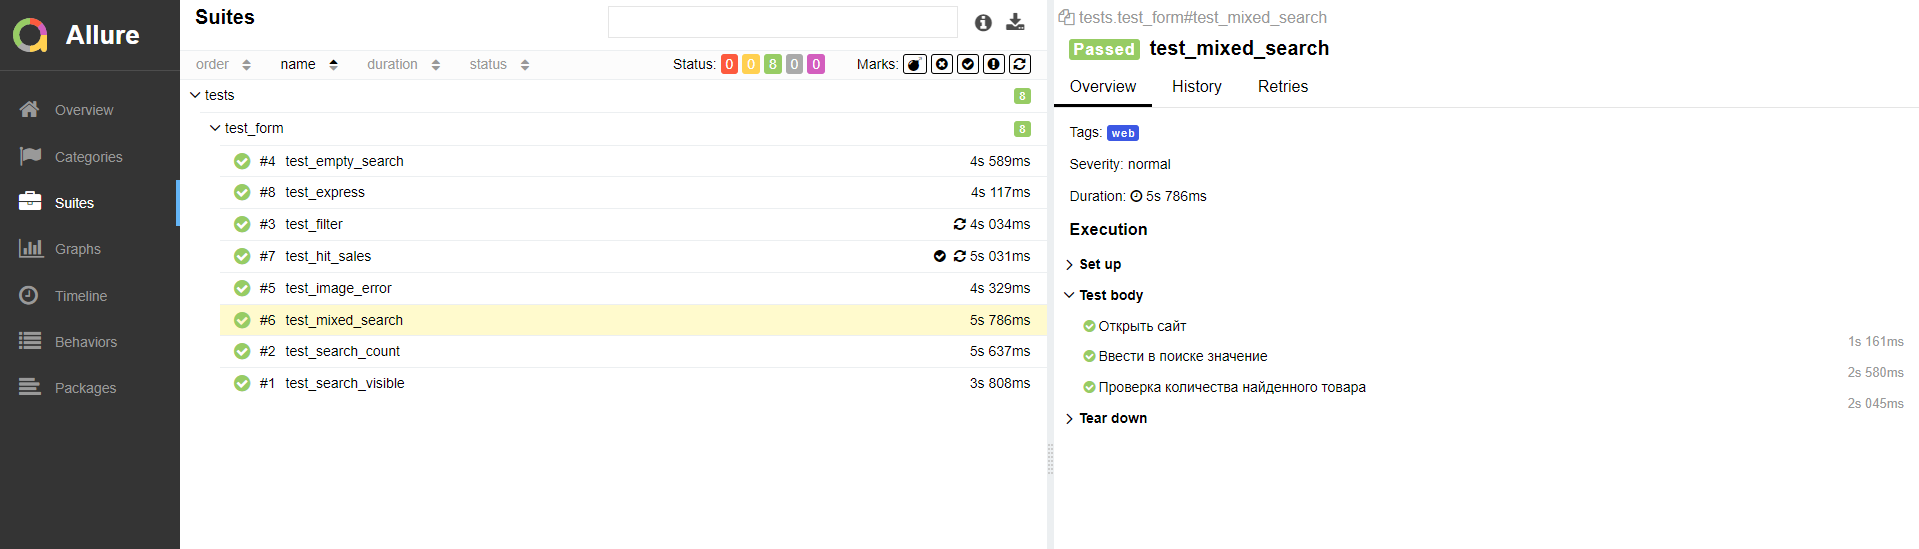 Allure
Overview
Categories
Suites
Graphs
Timeline
Behaviors
Packages
Suites
order name duration status Status: 0 0 8 0 0 Marks:
tests 8
test_form 8
#4 test_empty_search 4s 589ms
#8 test_express 4s 117ms
#3 test_filter 4s 034ms
#7 test_hit_sales 5s 031ms
#5 test_image_error 4s 329ms
#6 test_mixed_search 5s 786ms
#2 test_search_count 5s 637ms
#1 test_search_visible 3s 808ms
tests.test_form#test_mixed_search
Passed test_mixed_search
Overview History Retries
Tags: web
Severity: normal
Duration: 5s 786ms
Execution
Set up
Test body
Открыть сайт
1s 161ms
Ввести в поиске значение
2s 580ms
Проверка количества найденного товара
2s 045ms
Tear down